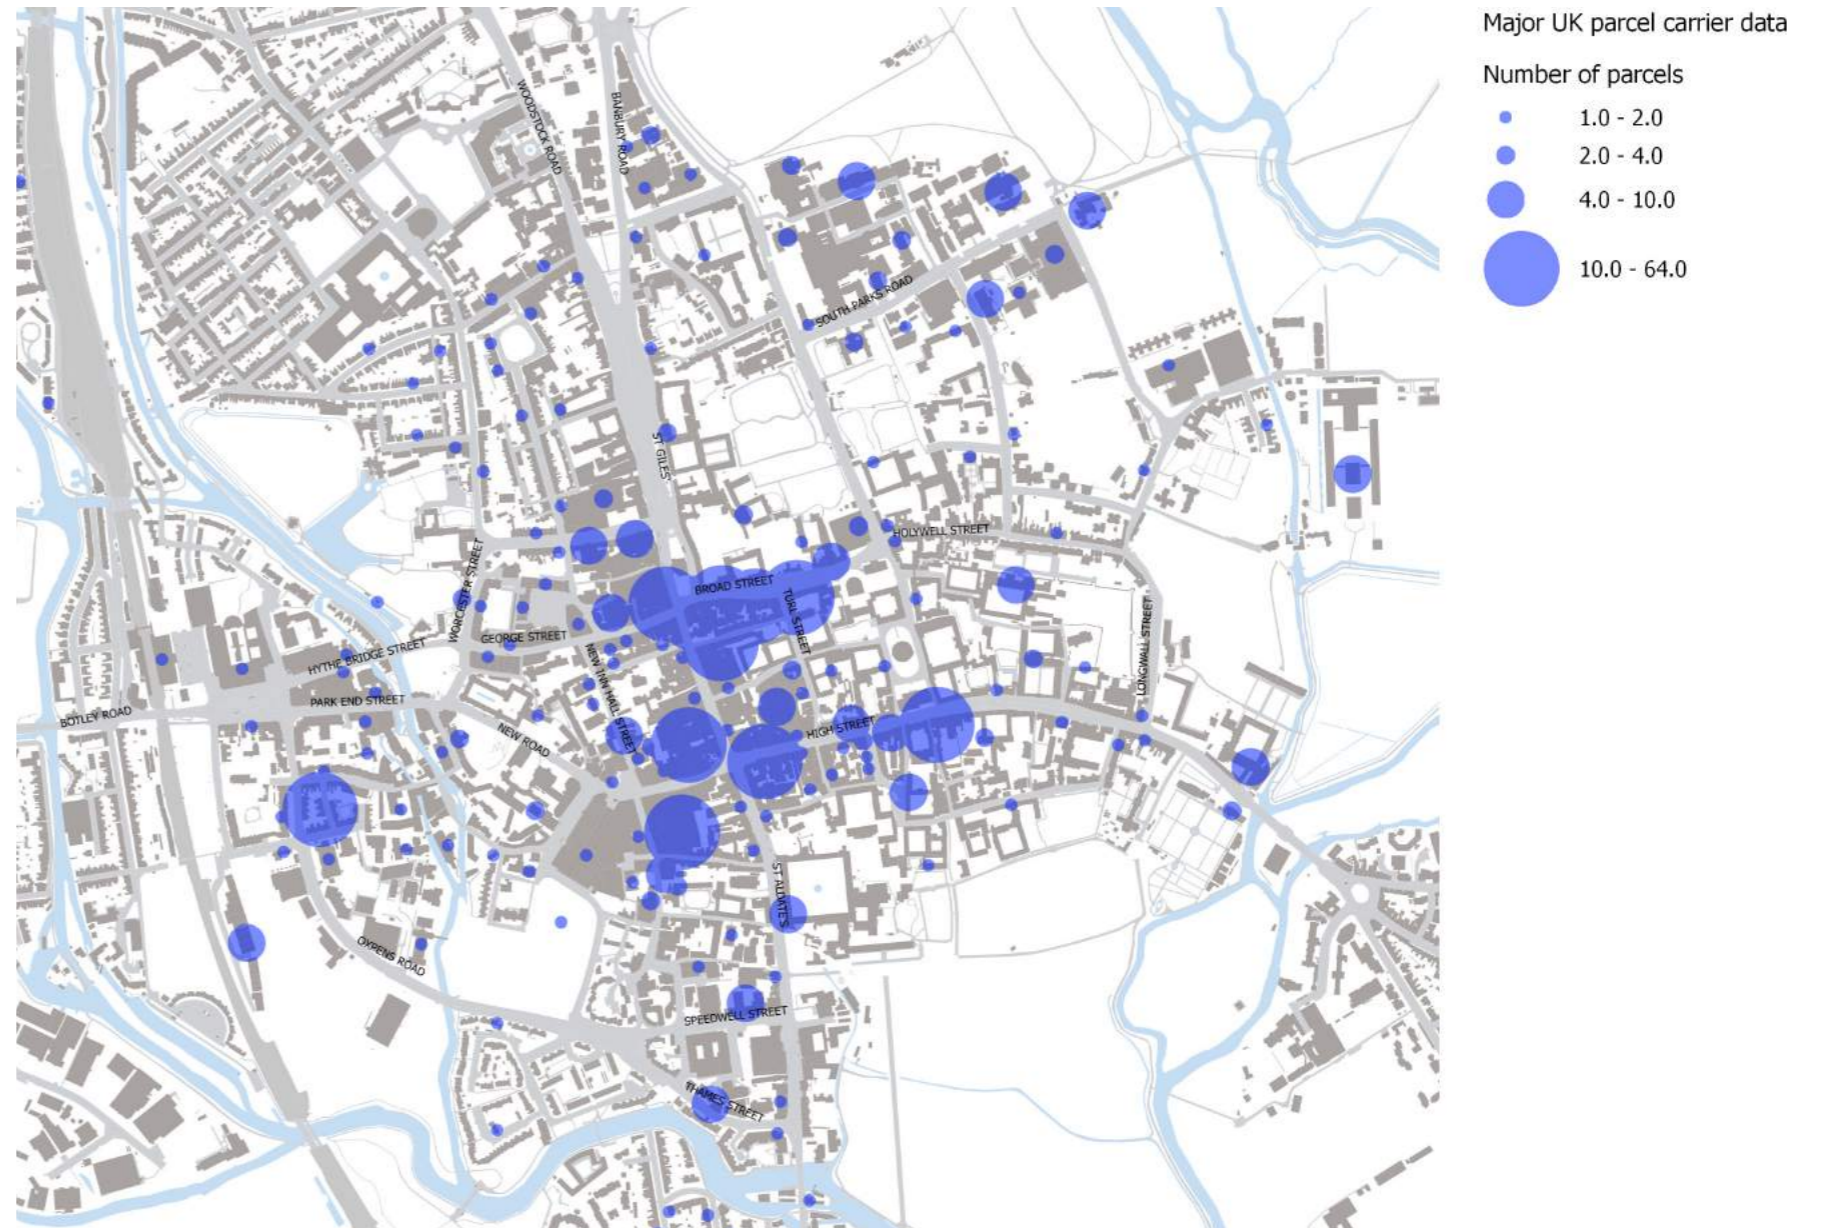 Major UK parcel carrier data
Number of parcels
1.0 - 2.0
2.0 - 4.0
4.0 - 10.0
10.0 - 64.0
WOODSTOCK ROAD
BANBURY ROAD
SOUTH PARKS ROAD
ST GILES'
HOLYWELL STREET
WORCESTER STREET
BROAD STREET
TURL STREET
LONGWALL STREET
GEORGE STREET
HYTHE BRIDGE STREET
NEW INN HALL STREET
PARK END STREET
BOTLEY ROAD
HIGH STREET
NEW ROAD
ST ALDATE'S
OXPENS ROAD
SPEEDWELL STREET
THAMES STREET